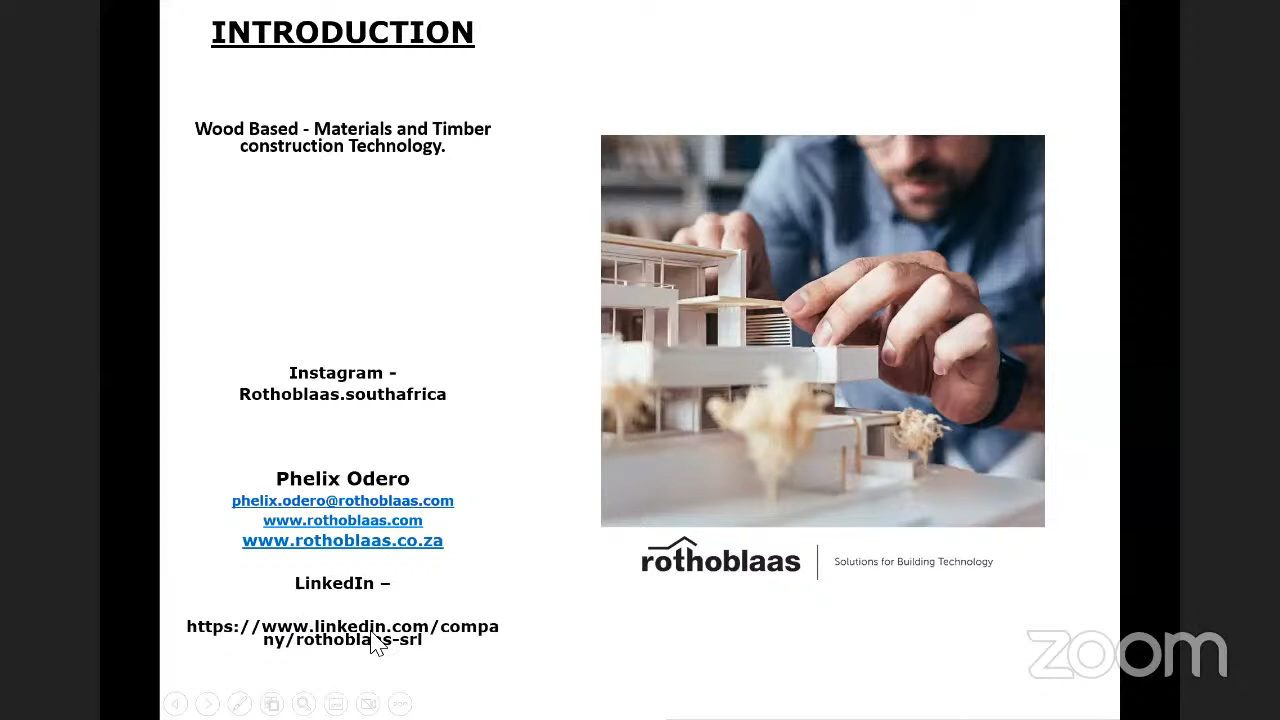 INTRODUCTION
Wood Based - Materials and Timber
construction Technology.
Instagram -
Rothoblaas.southafrica
Phelix Odero
phelix.odero@rothoblaas.com
www.rothoblaas.com
www.rothoblaas.co.za
LinkedIn –
https://www.linkedin.com/compa
ny/rothoblaas-srl
rothoblaas
Solutions for Building Technology
zoom